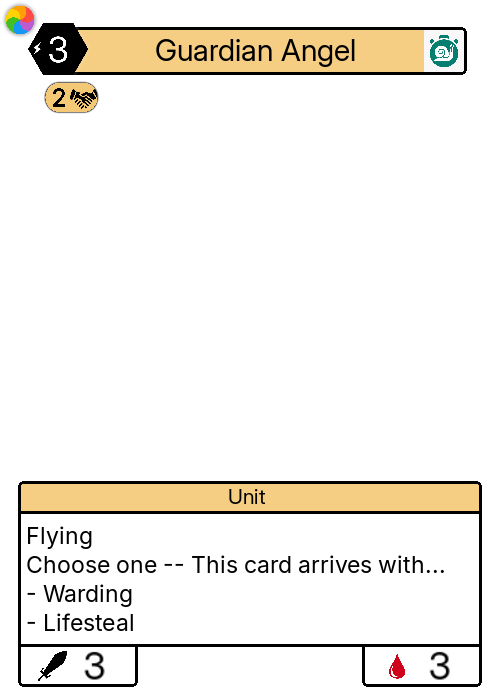 3
Guardian Angel
2
Unit
Flying
Choose one -- This card arrives with...
- Warding
- Lifesteal
3
3